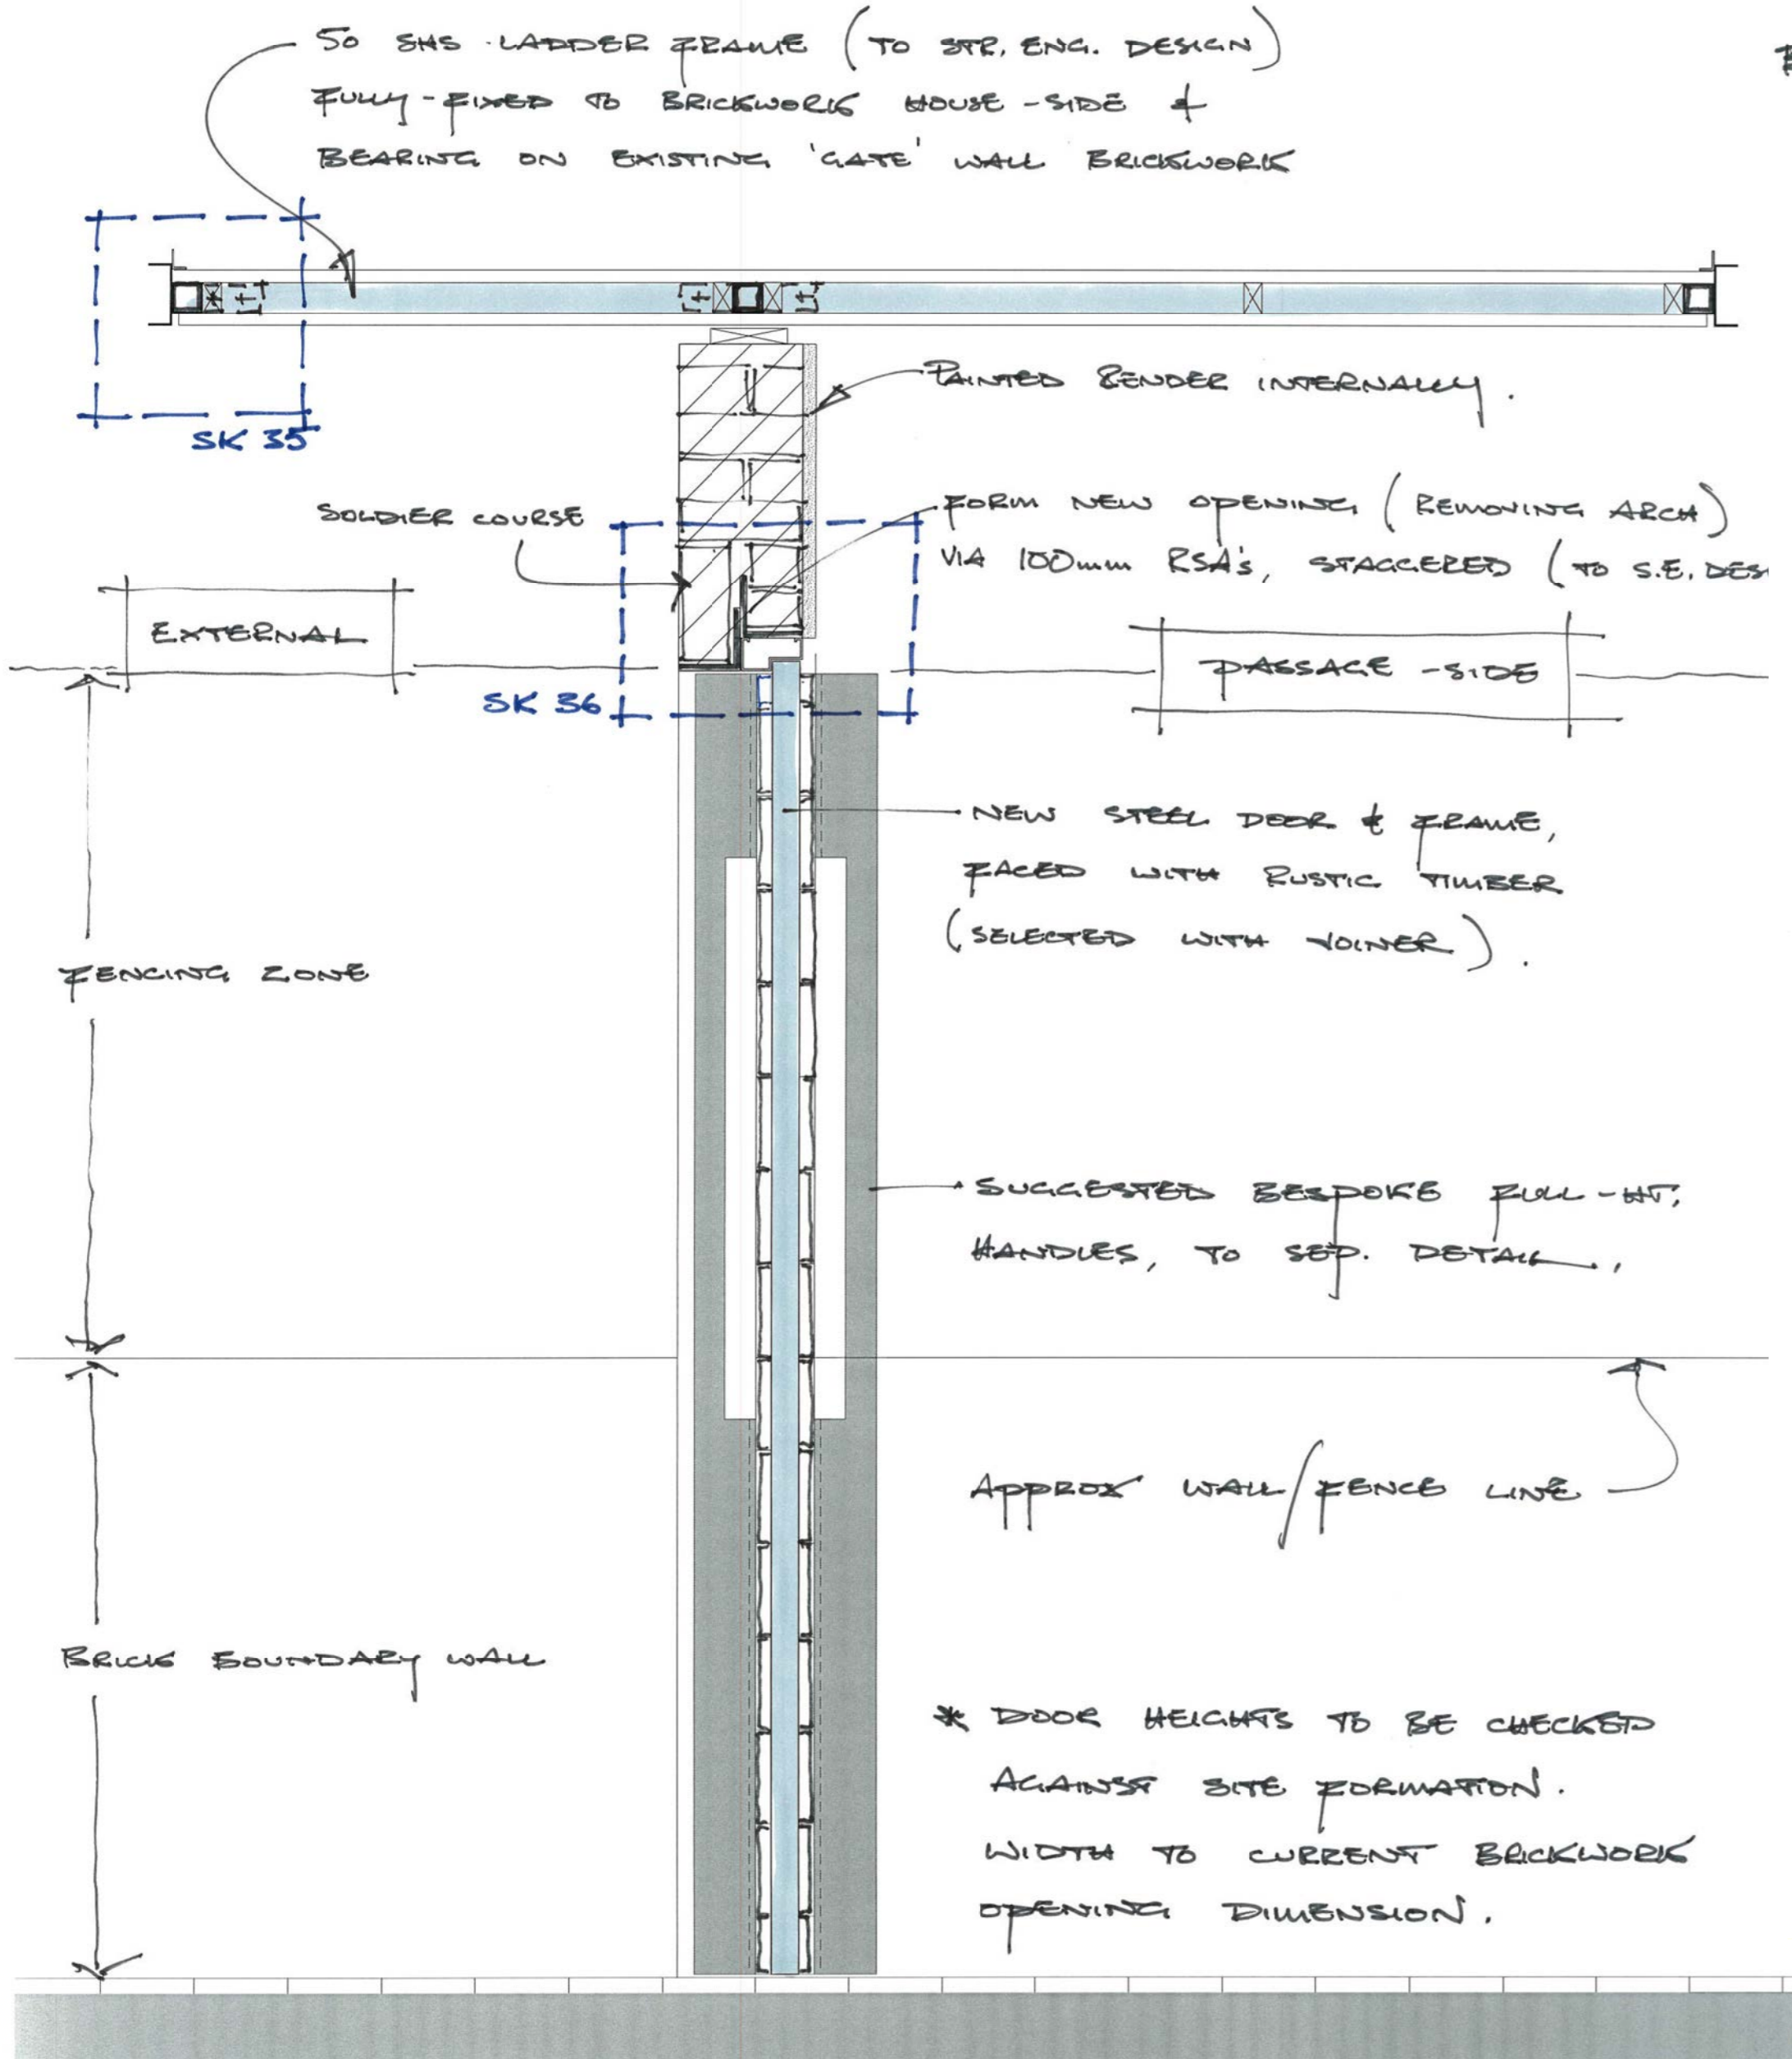 50 SHS LADDER FRAME (TO STR. ENG. DESIGN)
FULLY-FIXED TO BRICKWORK HOUSE-SIDE &
BEARING ON EXISTING 'GATE' WALL BRICKWORK
SK 35
PAINTED RENDER INTERNALLY.
SOLDIER COURSE
FORM NEW OPENING (REMOVING ARCH)
VIA 100mm RSA's, STAGGERED (TO S.E. DES
EXTERNAL
PASSAGE-SIDE
SK 36
NEW STEEL DOOR & FRAME,
FACED WITH RUSTIC TIMBER
(SELECTED WITH JOINER).
FENCING ZONE
SUGGESTED BESPOKE FULL-HT.
HANDLES, TO SEP. DETAIL.
APPROX WALL/FENCE LINE
BRICK BOUNDARY WALL
* DOOR HEIGHTS TO BE CHECKED
AGAINST SITE FORMATION.
WIDTH TO CURRENT BRICKWORK
OPENING DIMENSION.